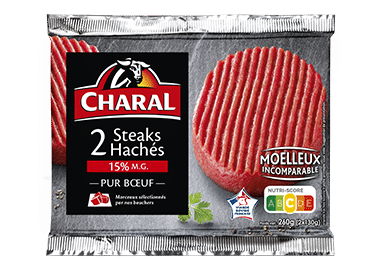 CHARAL
2 Steaks
Hachés
15% M.G.
PUR BŒUF
Morceaux sélectionnés
par nos bouchers
MOELLEUX
INCOMPARABLE
NUTRI-SCORE
A B C D E
VIANDE
BOVINE
FRANÇAISE
260g (2x130g)